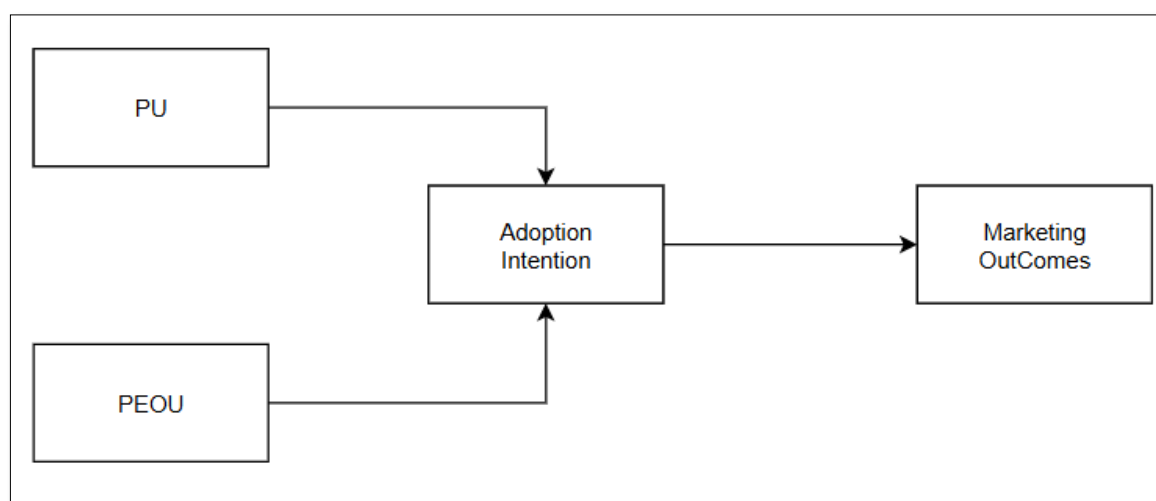 PU
Adoption
Intention
Marketing
OutComes
PEOU